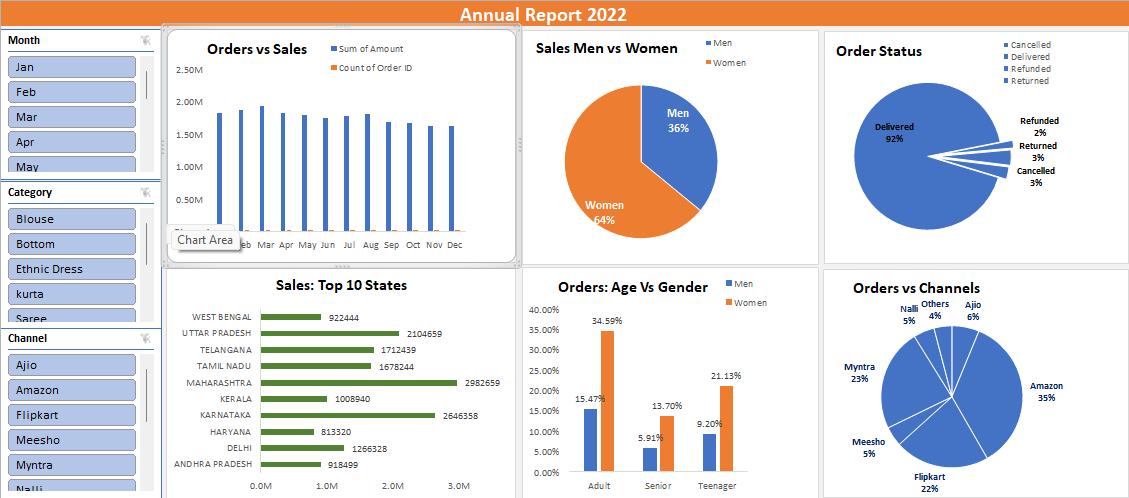 Annual Report 2022
Month
Jan
Feb
Mar
Apr
May
Category
Blouse
Bottom
Ethnic Dress
kurta
Saree
Channel
Ajio
Amazon
Flipkart
Meesho
Myntra
Nalli
Orders vs Sales
Sum of Amount
Count of Order ID
2.50M
2.00M
1.50M
1.00M
0.50M
Chart Area
Mar Apr May Jun Jul Aug Sep Oct Nov Dec
Sales Men vs Women
Men
Women
Men
36%
Women
64%
Order Status
Cancelled
Delivered
Refunded
Returned
Delivered
92%
Refunded
2%
Returned
3%
Cancelled
3%
Sales: Top 10 States
WEST BENGAL 922444
UTTAR PRADESH 2104659
TELANGANA 1712439
TAMIL NADU 1678244
MAHARASHTRA 2982659
KERALA 1008940
KARNATAKA 2646358
HARYANA 813320
DELHI 1266328
ANDHRA PRADESH 918499
0.0M 1.0M 2.0M 3.0M
Orders: Age Vs Gender
Men
Women
40.00%
35.00%
30.00%
25.00%
20.00%
15.00%
10.00%
5.00%
0.00%
15.47% 34.59%
5.91% 13.70%
9.20% 21.13%
Adult Senior Teenager
Orders vs Channels
Nalli
5%
Others
4%
Ajio
6%
Amazon
35%
Flipkart
22%
Meesho
5%
Myntra
23%